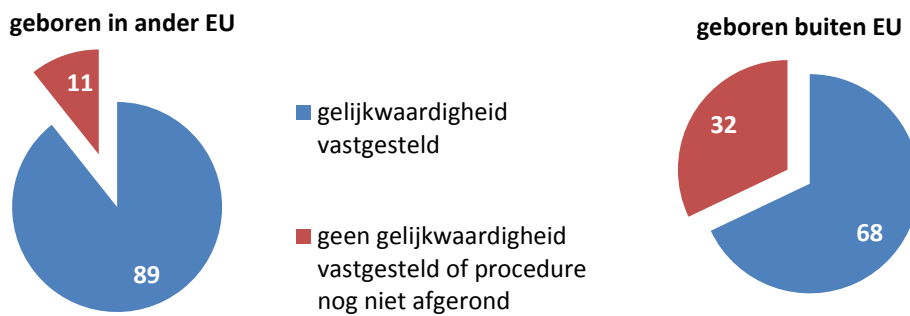 geboren in ander EU
11
89
gelijkwaardigheid
vastgesteld
geen gelijkwaardigheid
vastgesteld of procedure
nog niet afgerond
geboren buiten EU
32
68